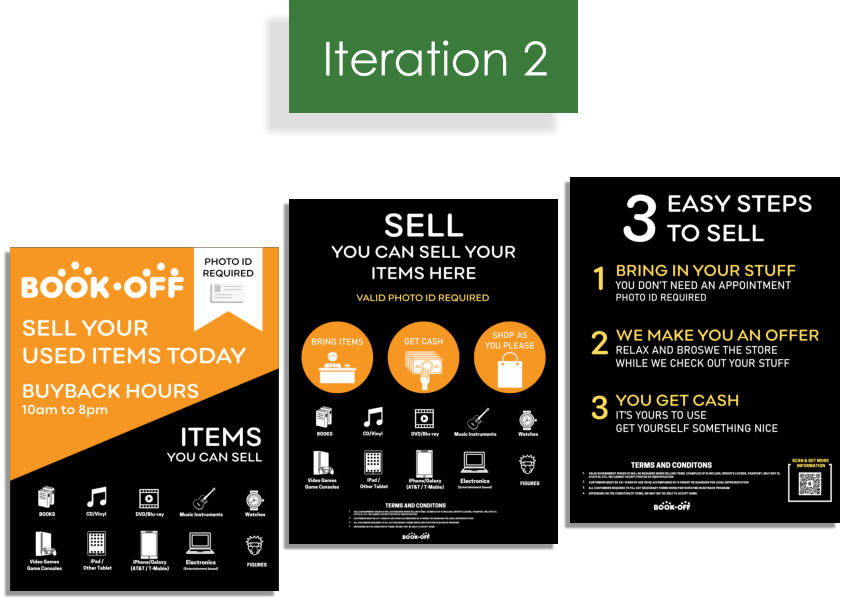 Iteration 2
BOOK·OFF
PHOTO ID
REQUIRED
SELL YOUR
USED ITEMS TODAY
BUYBACK HOURS
10am to 8pm
ITEMS
YOU CAN SELL
BOOKS
CD/Vinyl
DVD/Blu-ray
Music Instruments
Watches
Video Games
Game Consoles
iPad /
Other Tablet
iPhone/Galaxy
(AT&T / T-Mobile)
Electronics
(Entertainment based)
FIGURES
SELL
YOU CAN SELL YOUR
ITEMS HERE
VALID PHOTO ID REQUIRED
BRING ITEMS
GET CASH
SHOP AS
YOU PLEASE
BOOKS
CD/Vinyl
DVD/Blu-ray
Music Instruments
Watches
Video Games
Game Consoles
iPad /
Other Tablet
iPhone/Galaxy
(AT&T / T-Mobile)
Electronics
(Entertainment based)
FIGURES
TERMS AND CONDITONS
BOOK·OFF
3 EASY STEPS
TO SELL
1 BRING IN YOUR STUFF
YOU DON'T NEED AN APPOINTMENT
PHOTO ID REQUIRED
2 WE MAKE YOU AN OFFER
RELAX AND BROSWE THE STORE
WHILE WE CHECK OUT YOUR STUFF
3 YOU GET CASH
IT'S YOURS TO USE
GET YOURSELF SOMETHING NICE
TERMS AND CONDITONS
SCAN & GET MORE
INFORMATION
BOOK·OFF